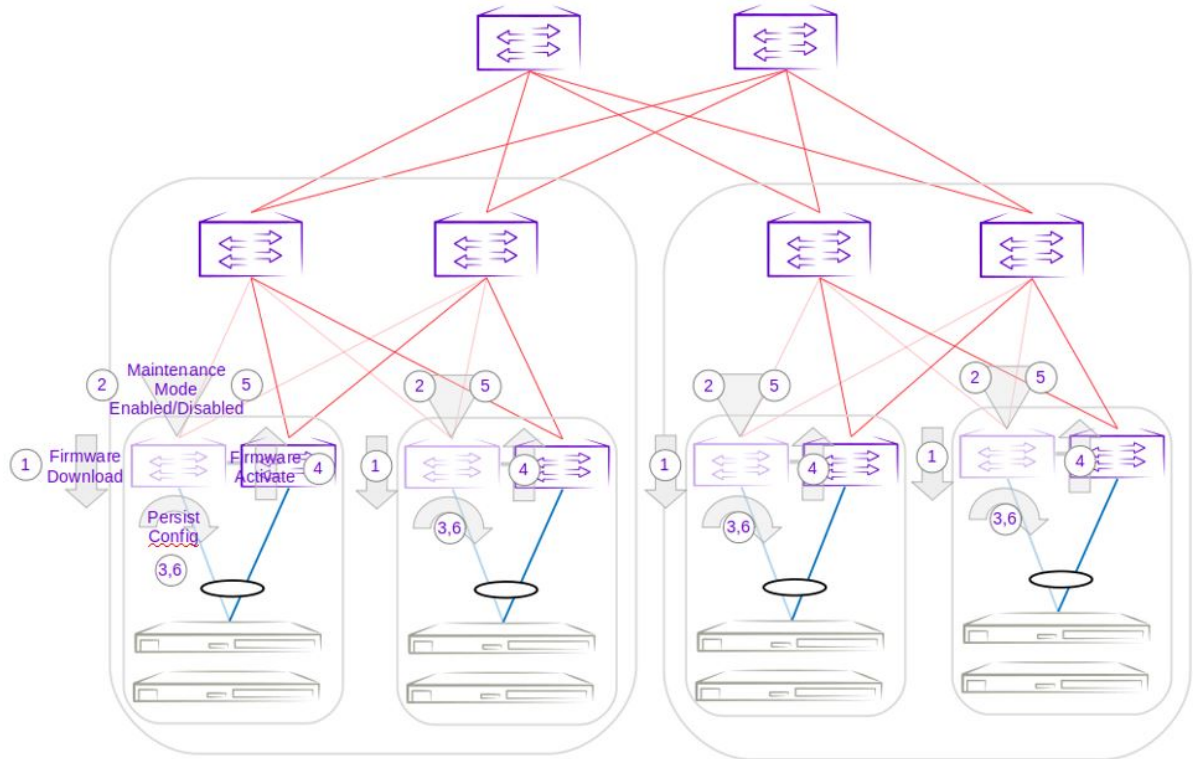 2
Maintenance
Mode
Enabled/Disabled
5
2
5
2
5
2
5
1
Firmware
Download
Firmware
Activate
4
1
4
1
4
1
4
Persist
Config
3,6
3,6
3,6
3,6